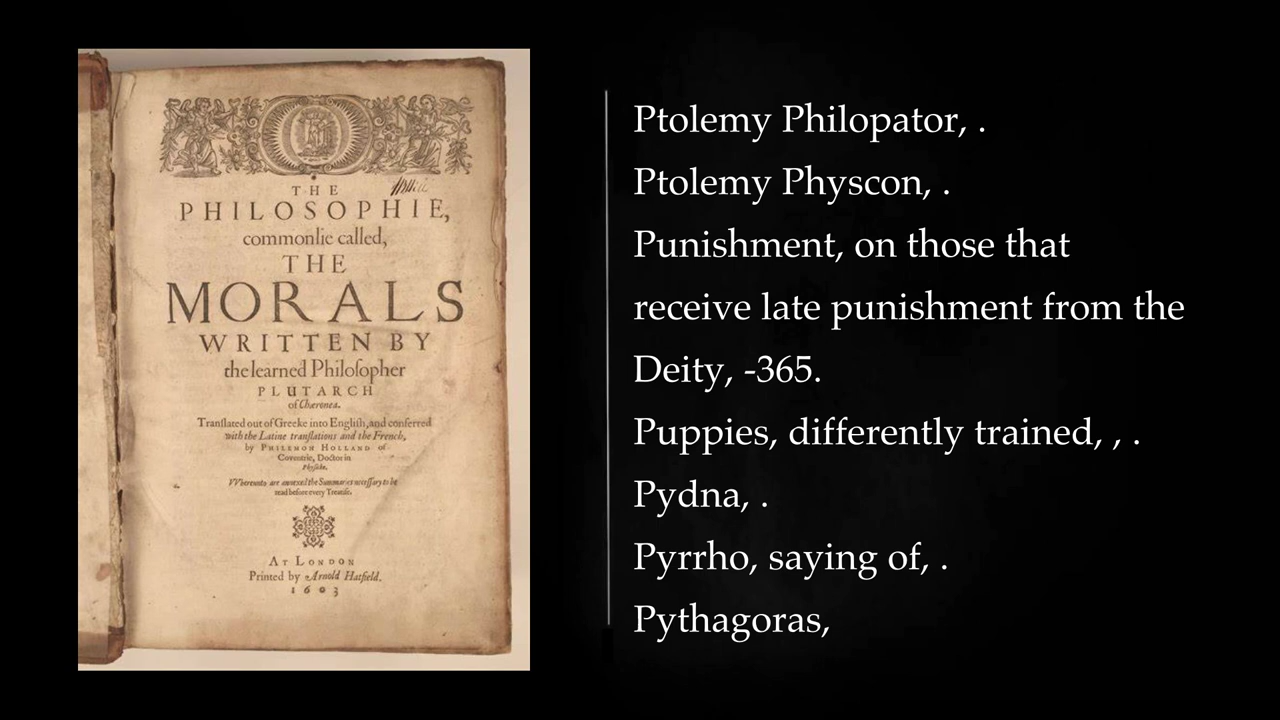 THE
PHILOSOPHIE,
commonlie called,
THE
MORALS
WRITTEN BY
the learned Philoſopher
PLUTARCH
of Chæronea.
Tranſlated out of Greeke into Engliſh, and conferred
with the Latine tranſlations and the French,
by PHILEMON HOLLAND of
Coventrie, Doctor in
Phyſicke.
VVhereunto are annexed the Summaries neceſſary to be
read before every Treatiſe.
AT LONDON
Printed by Arnold Hatfield.
1603
Ptolemy Philopator, .
Ptolemy Physcon, .
Punishment, on those that
receive late punishment from the
Deity, -365.
Puppies, differently trained, , .
Pydna, .
Pyrrho, saying of, .
Pythagoras,